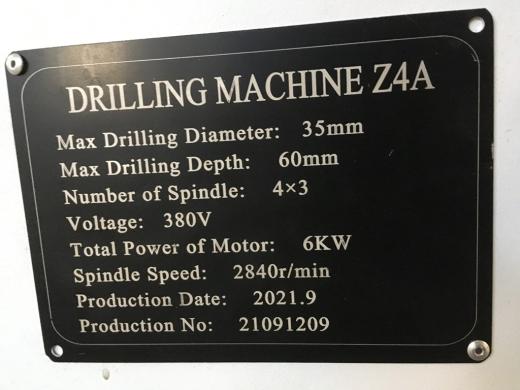 DRILLING MACHINE Z4A
Max Drilling Diameter: 35mm
Max Drilling Depth: 60mm
Number of Spindle: 4×3
Voltage: 380V
Total Power of Motor: 6KW
Spindle Speed: 2840r/min
Production Date: 2021.9
Production No: 21091209